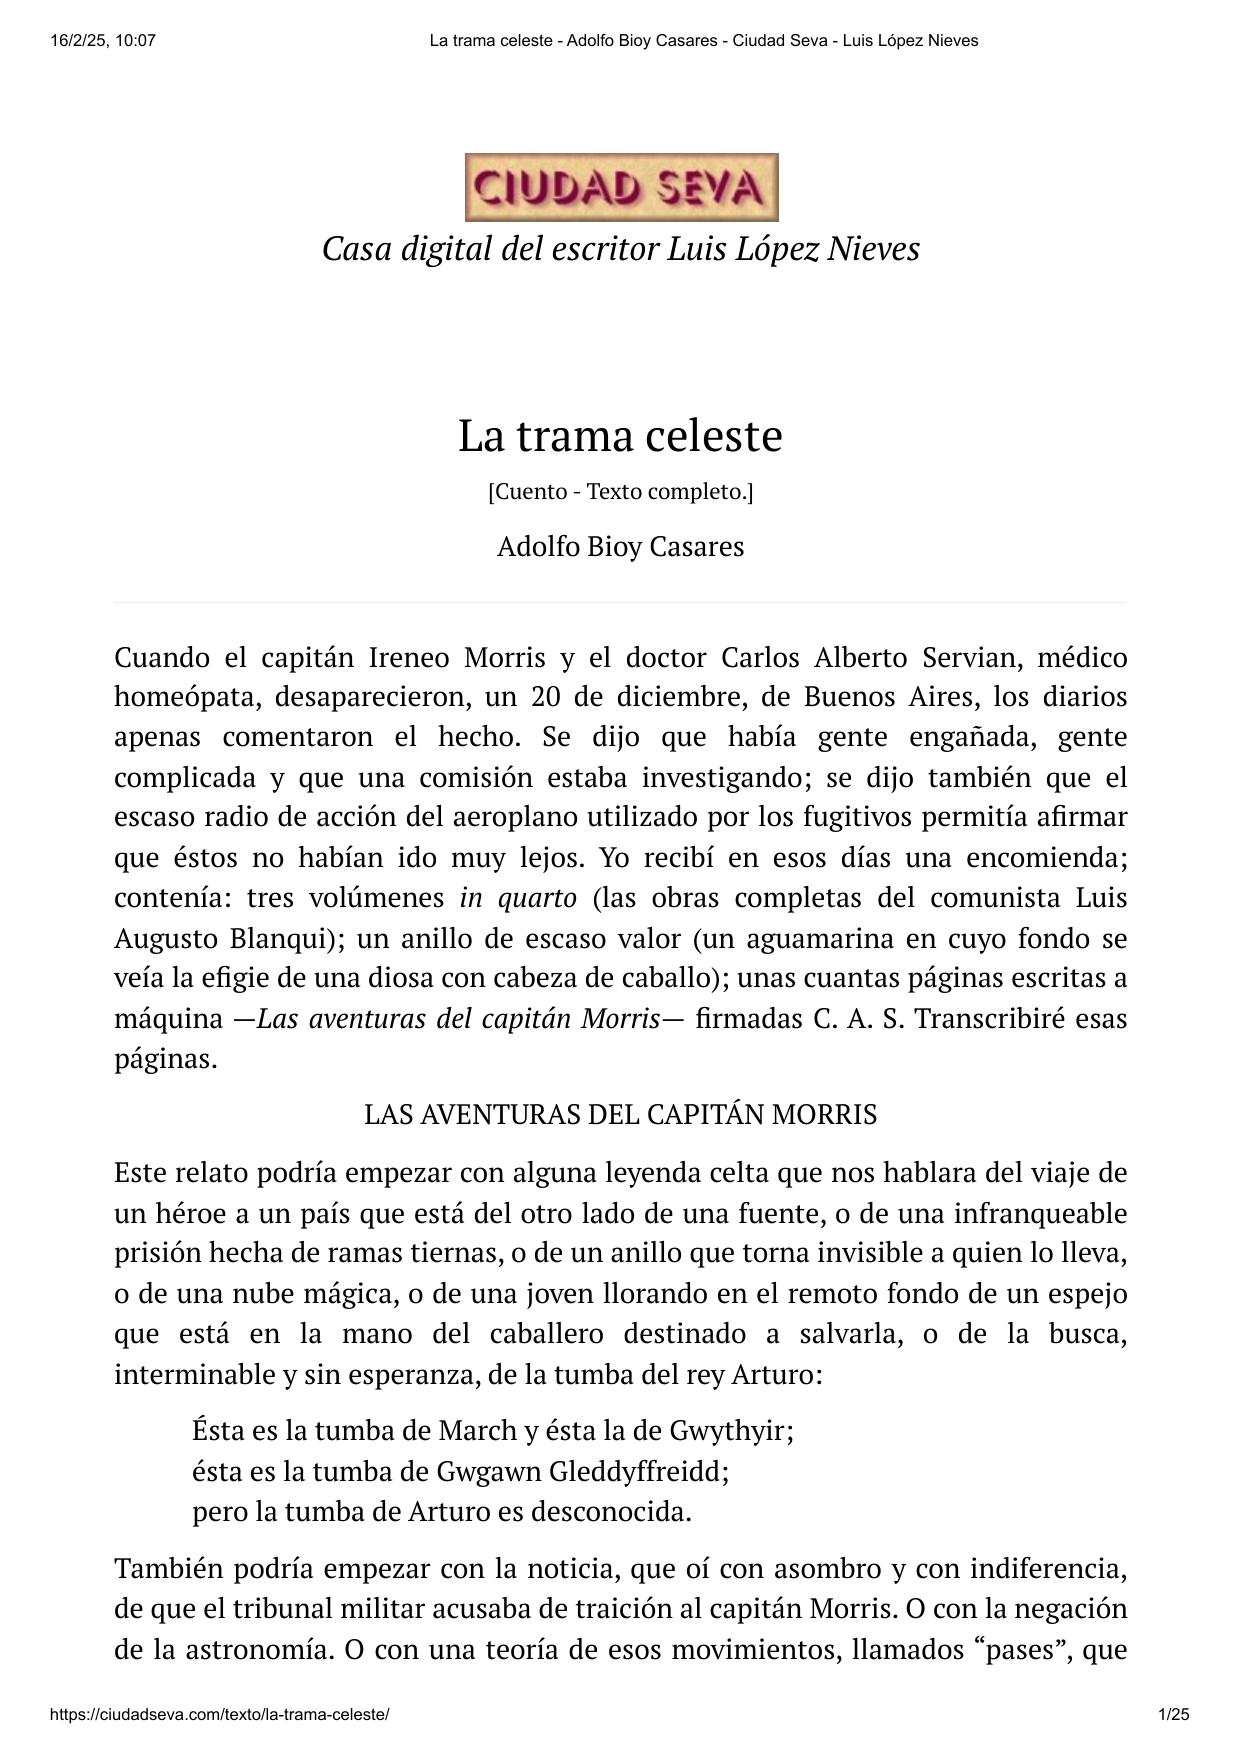 16/2/25, 10:07
La trama celeste - Adolfo Bioy Casares - Ciudad Seva - Luis López Nieves
CIUDAD SEVA
Casa digital del escritor Luis López Nieves
La trama celeste
[Cuento - Texto completo.]
Adolfo Bioy Casares
Cuando el capitán Ireneo Morris y el doctor Carlos Alberto Servian, médico
homeópata, desaparecieron, un 20 de diciembre, de Buenos Aires, los diarios
apenas comentaron el hecho. Se dijo que había gente engañada, gente
complicada y que una comisión estaba investigando; se dijo también que el
escaso radio de acción del aeroplano utilizado por los fugitivos permitía afirmar
que éstos no habían ido muy lejos. Yo recibí en esos días una encomienda;
contenía: tres volúmenes in quarto (las obras completas del comunista Luis
Augusto Blanqui); un anillo de escaso valor (un aguamarina en cuyo fondo se
veía la efigie de una diosa con cabeza de caballo); unas cuantas páginas escritas a
máquina —Las aventuras del capitán Morris— firmadas C. A. S. Transcribiré esas
páginas.
LAS AVENTURAS DEL CAPITÁN MORRIS
Este relato podría empezar con alguna leyenda celta que nos hablara del viaje de
un héroe a un país que está del otro lado de una fuente, o de una infranqueable
prisión hecha de ramas tiernas, o de un anillo que torna invisible a quien lo lleva,
o de una nube mágica, o de una joven llorando en el remoto fondo de un espejo
que está en la mano del caballero destinado a salvarla, o de la busca,
interminable y sin esperanza, de la tumba del rey Arturo:
Ésta es la tumba de March y ésta la de Gwythyir;
ésta es la tumba de Gwgawn Gleddyffreidd;
pero la tumba de Arturo es desconocida.
También podría empezar con la noticia, que oí con asombro y con indiferencia,
de que el tribunal militar acusaba de traición al capitán Morris. O con la negación
de la astronomía. O con una teoría de esos movimientos, llamados “pases”, que
https://ciudadseva.com/texto/la-trama-celeste/
1/25